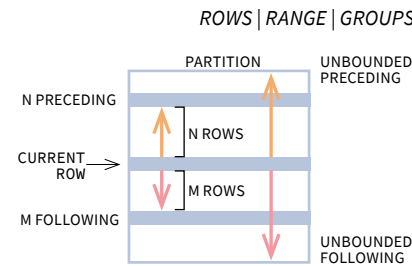 ROWS | RANGE | GROUPS
PARTITION
UNBOUNDED
PRECEDING
N PRECEDING
N ROWS
CURRENT
ROW
M ROWS
M FOLLOWING
UNBOUNDED
FOLLOWING